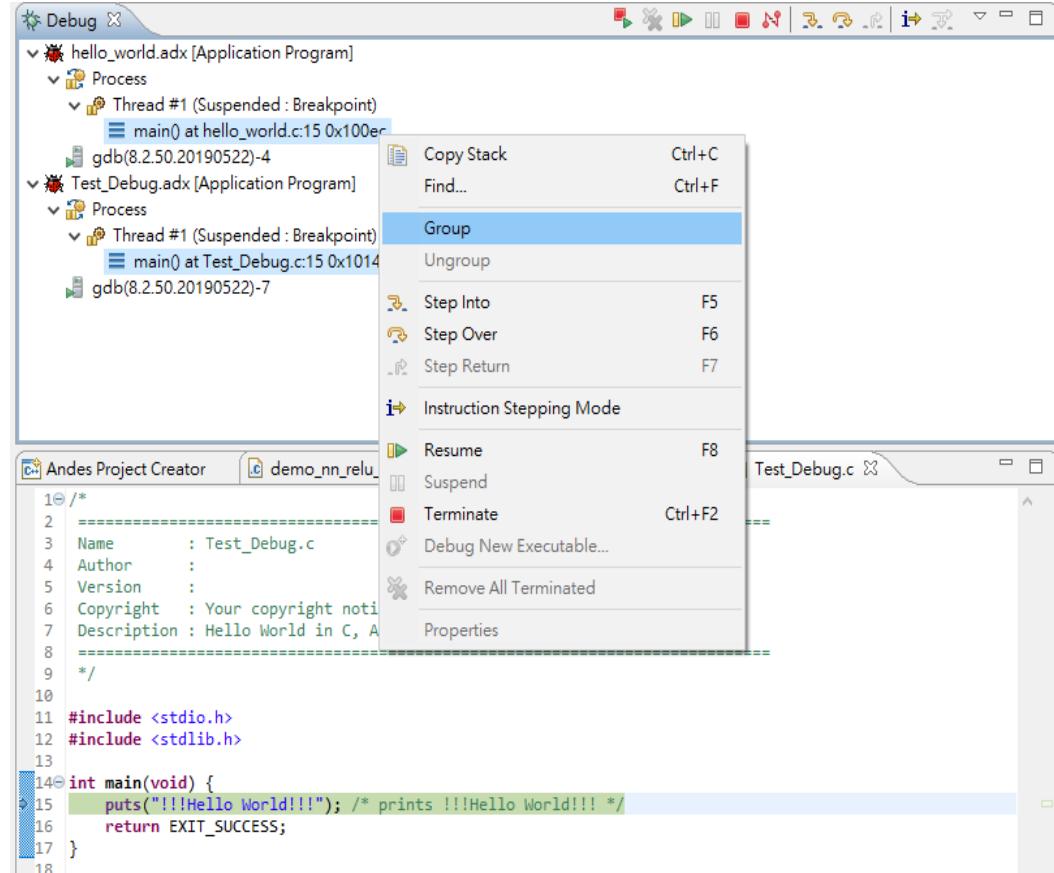 Debug
hello_world.adx [Application Program]
Process
Thread #1 (Suspended : Breakpoint)
main() at hello_world.c:15 0x100ec
gdb(8.2.50.20190522)-4
Test_Debug.adx [Application Program]
Process
Thread #1 (Suspended : Breakpoint)
main() at Test_Debug.c:15 0x1014
gdb(8.2.50.20190522)-7
Copy Stack Ctrl+C
Find... Ctrl+F
Group
Ungroup
Step Into F5
Step Over F6
Step Return F7
Instruction Stepping Mode
Resume F8
Suspend
Terminate Ctrl+F2
Debug New Executable...
Remove All Terminated
Properties
Andes Project Creator demo_nn_relu_ Test_Debug.c
1 /*
2 ==========================================================================
3 Name : Test_Debug.c
4 Author :
5 Version :
6 Copyright : Your copyright noti
7 Description : Hello World in C, A
8 ==========================================================================
9 */
10
11 #include <stdio.h>
12 #include <stdlib.h>
13
14 int main(void) {
15 puts("!!!Hello World!!!"); /* prints !!!Hello World!!! */
16 return EXIT_SUCCESS;
17 }
18